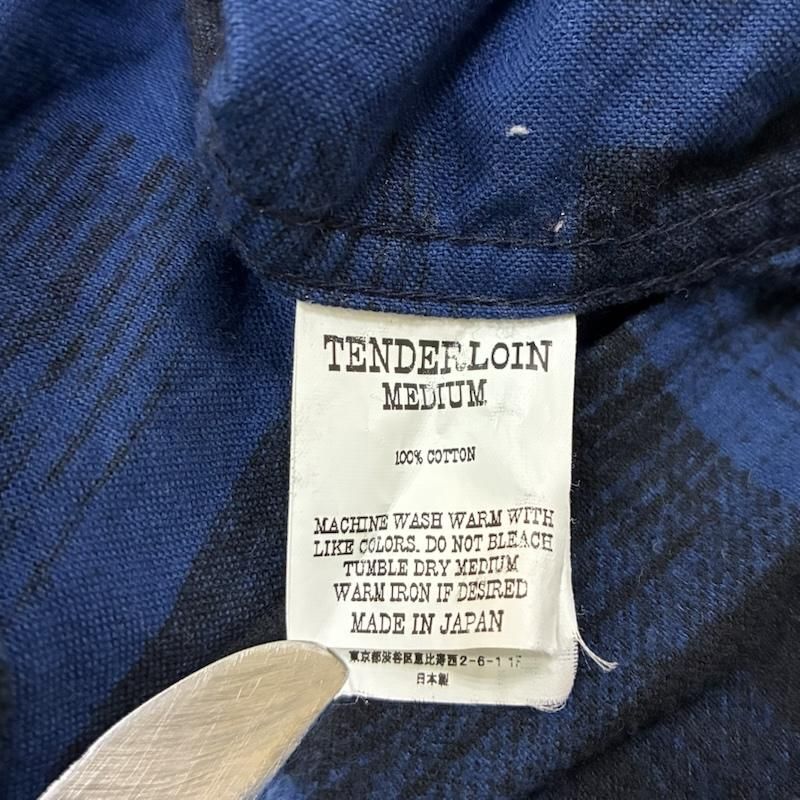 TENDERLOIN
MEDIUM
100% COTTON
MACHINE WASH WARM WITH
LIKE COLORS. DO NOT BLEACH
TUMBLE DRY MEDIUM
WARM IRON IF DESIRED
MADE IN JAPAN
東京都渋谷区恵比寿西2-6-1 1F
日本製